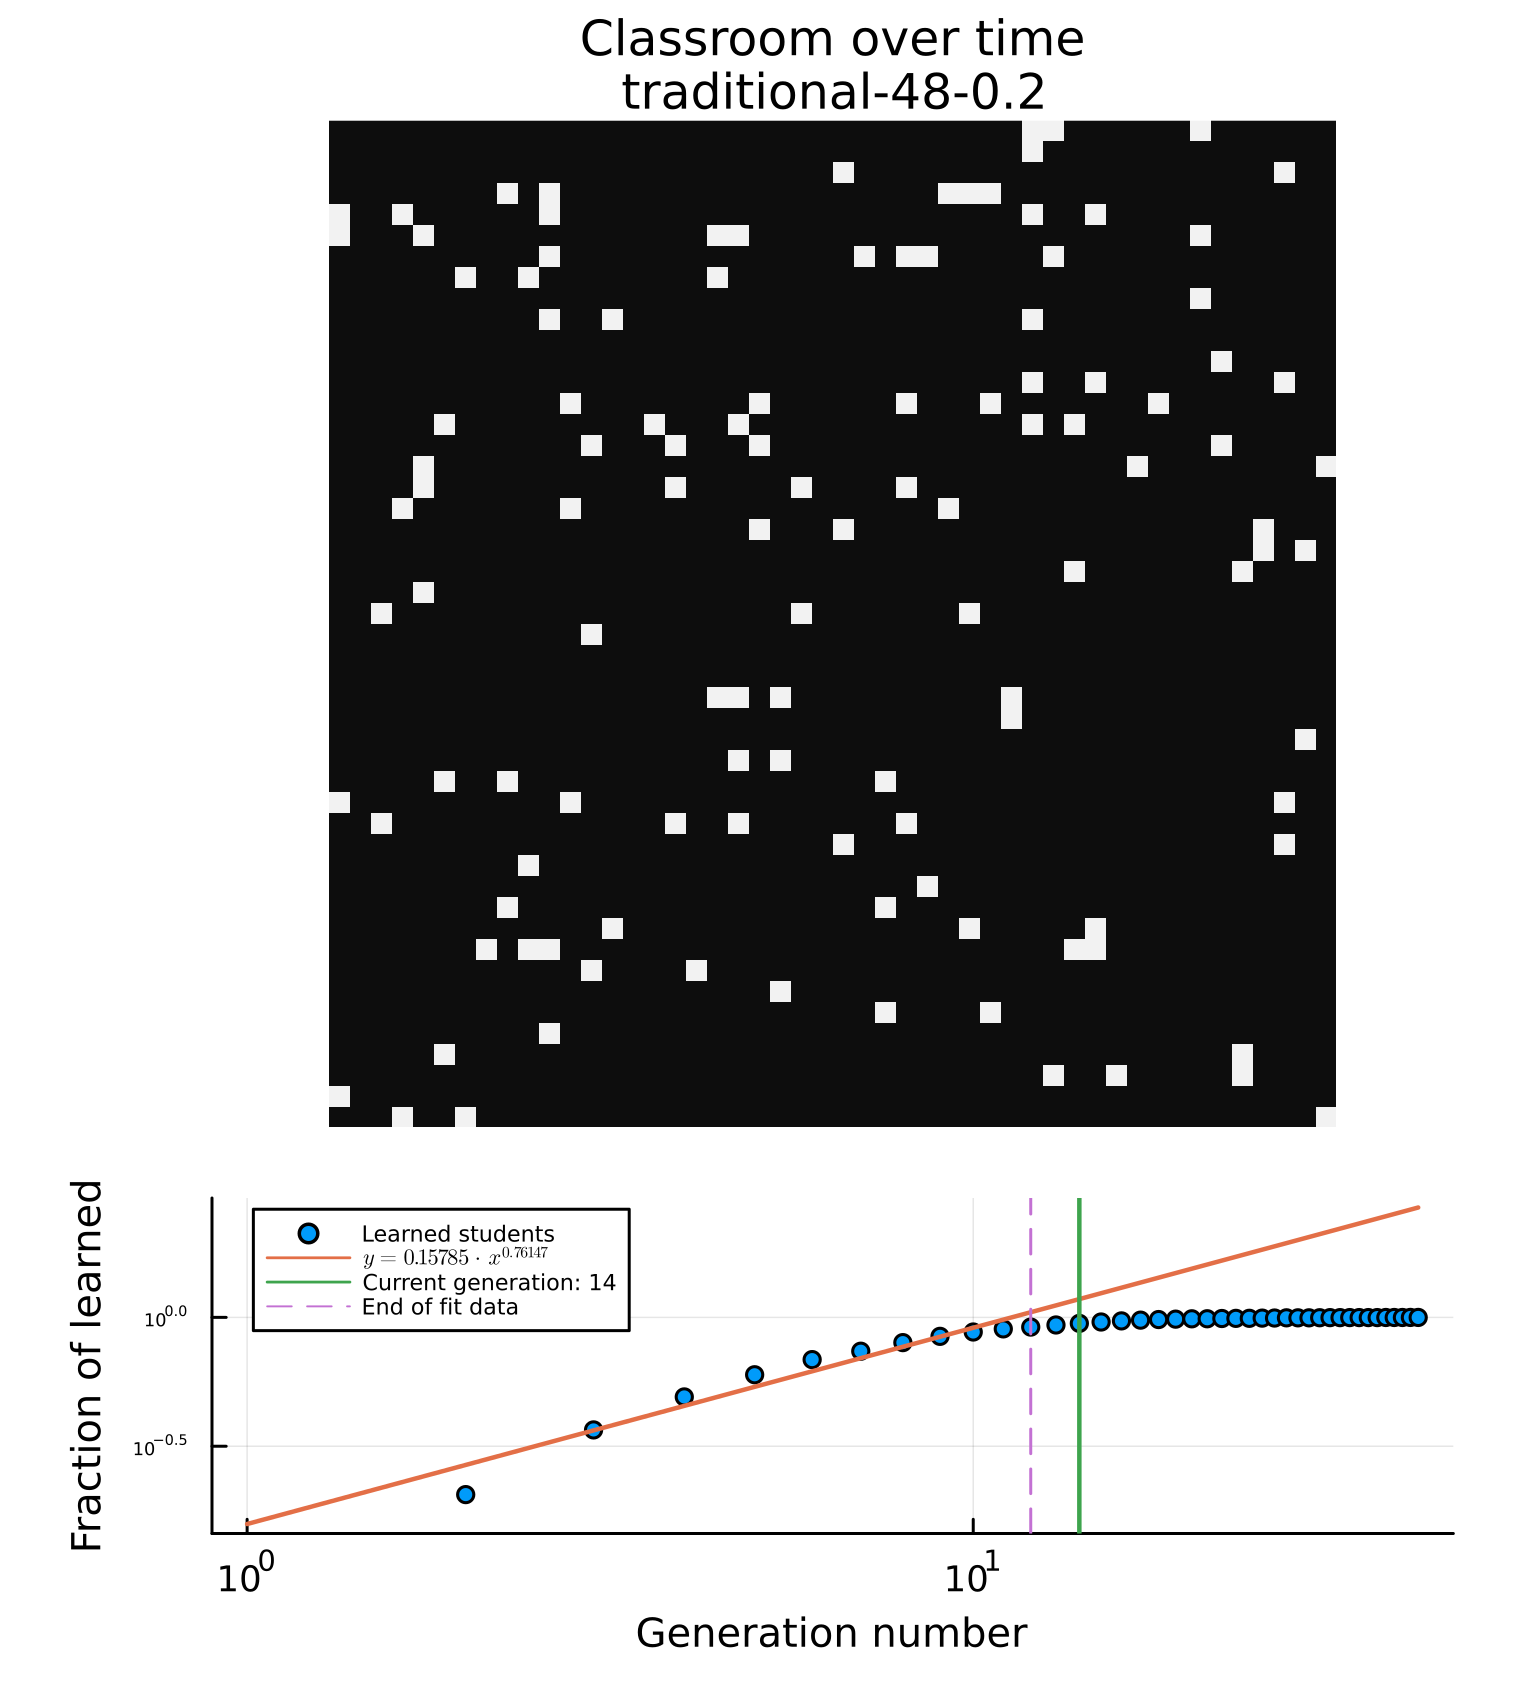 Classroom over time
traditional-48-0.2
Fraction of learned
Learned students
y = 0.15785 · x^0.76147
Current generation: 14
End of fit data
10^0.0
10^−0.5
10^0
10^1
Generation number